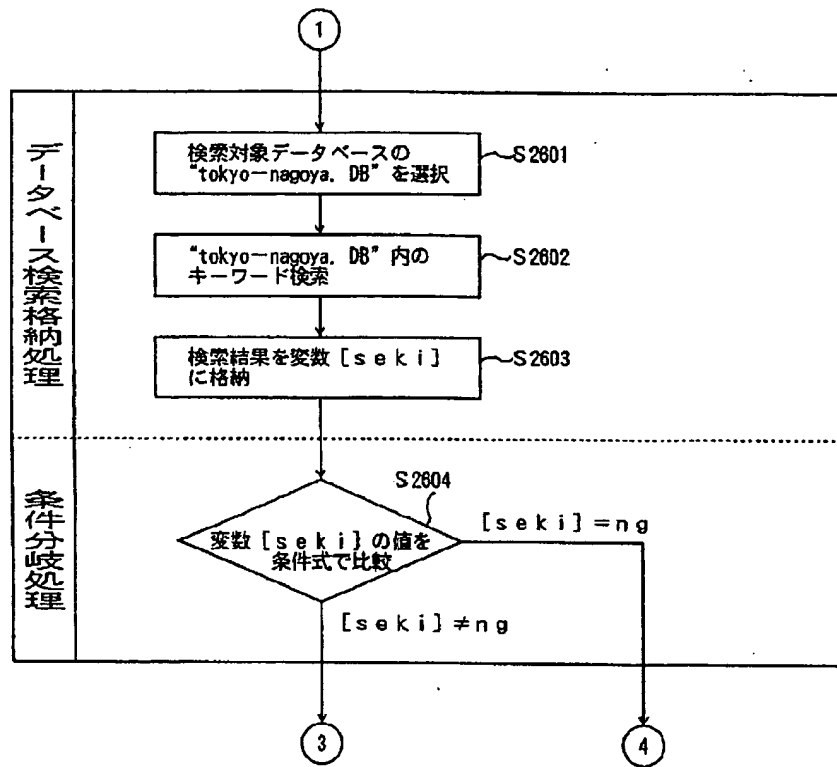 1
データベース検索格納処理
検索対象データベースの
“tokyo－nagoya. DB”を選択
S2601
“tokyo－nagoya. DB”内の
キーワード検索
S2602
検索結果を変数［ｓｅｋｉ］
に格納
S2603
条件分岐処理
S2604
変数［ｓｅｋｉ］の値を
条件式で比較
［ｓｅｋｉ］＝ｎｇ
［ｓｅｋｉ］≠ｎｇ
3
4